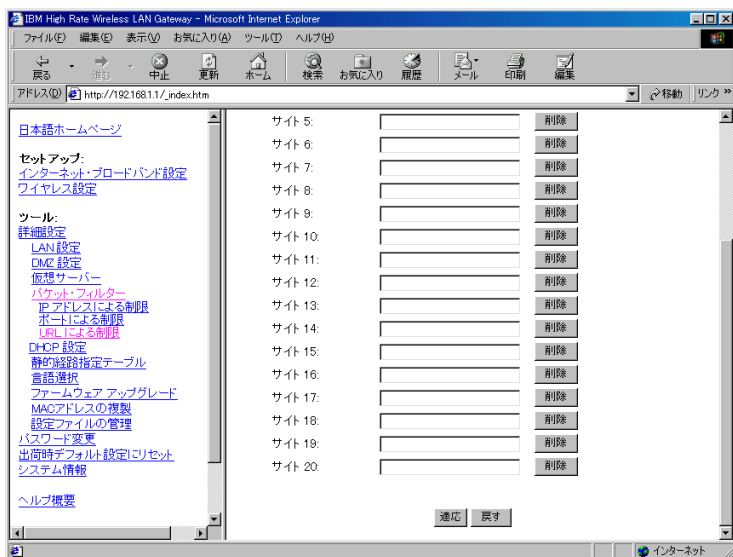 IBM High Rate Wireless LAN Gateway - Microsoft Internet Explorer
ファイル(F) 編集(E) 表示(V) お気に入り(A) ツール(T) ヘルプ(H)
戻る 進む 中止 更新 ホーム 検索 お気に入り 履歴 メール 印刷 編集
アドレス(D) http://192.168.1.1/_index.htm 移動 リンク »
日本語ホームページ
セットアップ:
インターネット・ブロードバンド設定
ワイヤレス設定
ツール:
詳細設定
LAN 設定
DMZ 設定
仮想サーバー
パケット・フィルター
IP アドレスによる制限
ポートによる制限
URL による制限
DHCP 設定
静的経路指定テーブル
言語選択
ファームウェア アップグレード
MACアドレスの複製
設定ファイルの管理
パスワード変更
出荷時デフォルト設定にリセット
システム情報
ヘルプ概要
サイト 5: 削除
サイト 6: 削除
サイト 7: 削除
サイト 8: 削除
サイト 9: 削除
サイト 10: 削除
サイト 11: 削除
サイト 12: 削除
サイト 13: 削除
サイト 14: 削除
サイト 15: 削除
サイト 16: 削除
サイト 17: 削除
サイト 18: 削除
サイト 19: 削除
サイト 20: 削除
適応 戻す
インターネット